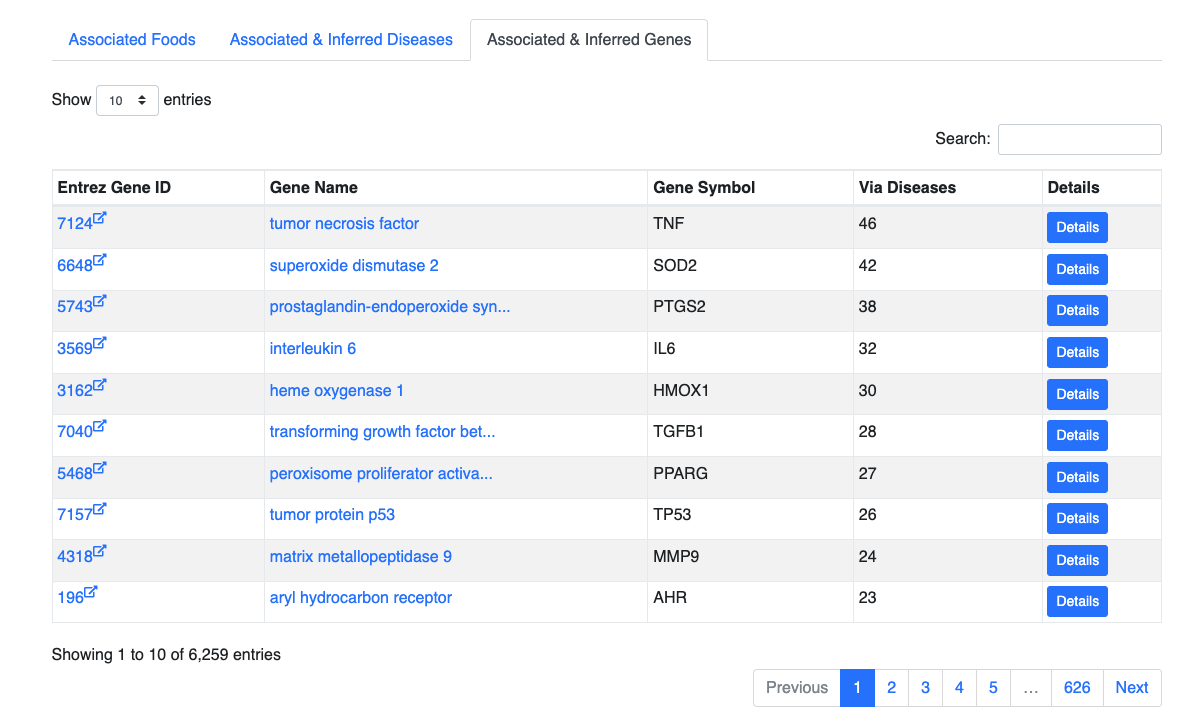 Associated Foods Associated & Inferred Diseases Associated & Inferred Genes
Show 10 entries
Search:
Entrez Gene ID Gene Name Gene Symbol Via Diseases Details
7124 tumor necrosis factor TNF 46 Details
6648 superoxide dismutase 2 SOD2 42 Details
5743 prostaglandin-endoperoxide syn... PTGS2 38 Details
3569 interleukin 6 IL6 32 Details
3162 heme oxygenase 1 HMOX1 30 Details
7040 transforming growth factor bet... TGFB1 28 Details
5468 peroxisome proliferator activa... PPARG 27 Details
7157 tumor protein p53 TP53 26 Details
4318 matrix metallopeptidase 9 MMP9 24 Details
196 aryl hydrocarbon receptor AHR 23 Details
Showing 1 to 10 of 6,259 entries
Previous 1 2 3 4 5 … 626 Next